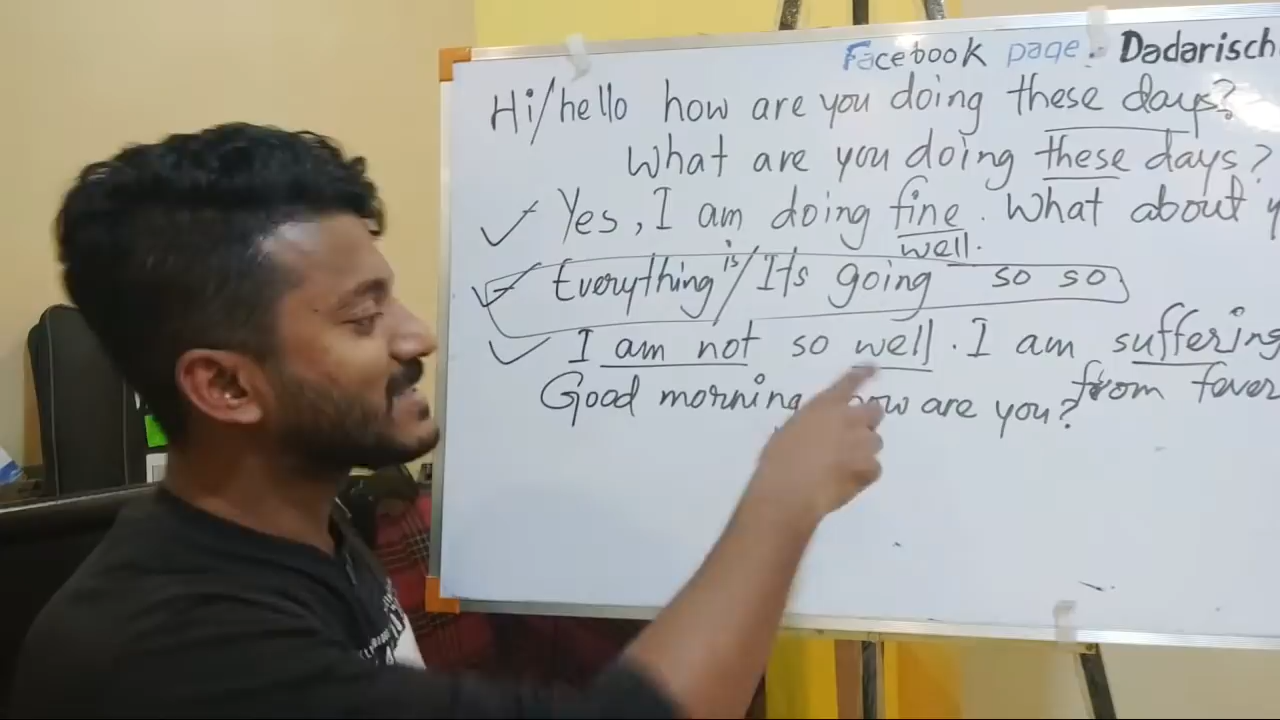 Facebook page: Dadarisch
Hi/hello how are you doing these days?
What are you doing these days?
Yes, I am doing fine. What about y
well.
Everything is/Its going so so
I am not so well. I am suffering
from fever
Good morning how are you?